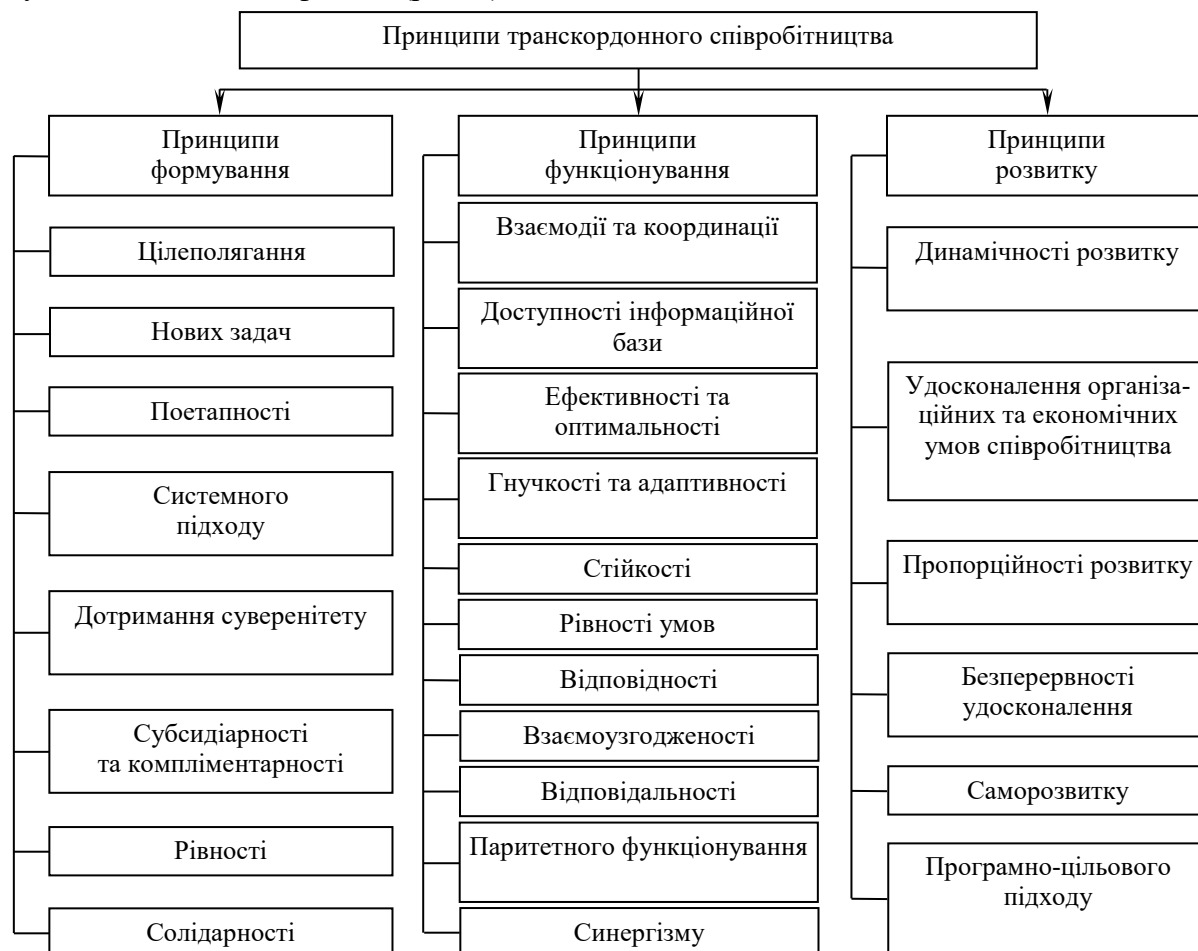 Принципи транскордонного співробітництва
Принципи
формування
Цілеполягання
Нових задач
Поетапності
Системного
підходу
Дотримання суверенітету
Субсидіарності
та компліментарності
Рівності
Солідарності
Принципи
функціонування
Взаємодії та координації
Доступності інформаційної
бази
Ефективності та
оптимальності
Гнучкості та адаптивності
Стійкості
Рівності умов
Відповідності
Взаємоузгодженості
Відповідальності
Паритетного функціонування
Синергізму
Принципи
розвитку
Динамічності розвитку
Удосконалення організа-
ційних та економічних
умов співробітництва
Пропорційності розвитку
Безперервності
удосконалення
Саморозвитку
Програмно-цільового
підходу